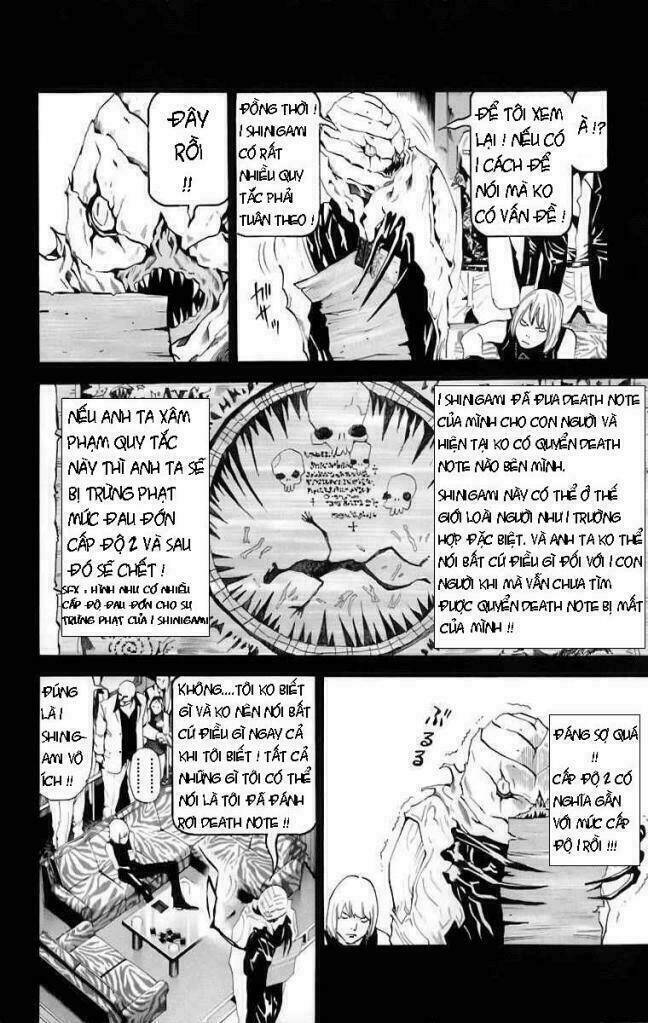 À !?
ĐỂ TÔI XEM
LẠI ! NẾU CÓ
1 CÁCH ĐỂ
NÓI MÀ KO
CÓ VẤN ĐỀ !
ĐỒNG THỜI !
1 SHINIGAMI
CÓ RẤT
NHIỀU QUY
TẮC PHẢI
TUÂN THEO !
ガサ
ĐÂY
RỒI
!!
1 SHINIGAMI ĐÃ ĐƯA DEATH NOTE
CỦA MÌNH CHO CON NGƯỜI VÀ
HIỆN TẠI KO CÓ QUYỂN DEATH
NOTE NÀO BÊN MÌNH.
SHINIGAMI NÀY CÓ THỂ Ở THẾ
GIỚI LOÀI NGƯỜI NHƯ 1 TRƯỜNG
HỢP ĐẶC BIỆT. VÀ ANH TA KO THỂ
NÓI BẤT CỨ ĐIỀU GÌ ĐỐI VỚI 1 CON
NGƯỜI KHI MÀ VẪN CHƯA TÌM
ĐƯỢC QUYỂN DEATH NOTE BỊ MẤT
CỦA MÌNH !!
NẾU ANH TA XÂM
PHẠM QUY TẮC
NÀY THÌ ANH TA SẼ
BỊ TRỪNG PHẠT
MỨC ĐAU ĐỚN
CẤP ĐỘ 2 VÀ SAU
ĐÓ SẼ CHẾT !
SFX : HÌNH NHƯ CÓ NHIỀU
CẤP ĐỘ ĐAU ĐỚN CHO SỰ
TRỪNG PHẠT CỦA 1 SHINIGAMI
ĐÁNG SỢ QUÁ
!!
CẤP ĐỘ 2 CÓ
NGHĨA GẦN
VỚI MỨC CẤP
ĐỘ 1 RỒI !!!
ぶるる
KHÔNG....TÔI KO BIẾT
GÌ VÀ KO NÊN NÓI BẤT
CỨ ĐIỀU GÌ NGAY CẢ
KHI TÔI BIẾT ! TẤT CẢ
NHỮNG GÌ TÔI CÓ THỂ
NÓI LÀ TÔI ĐÃ ĐÁNH
RƠI DEATH NOTE !!
ĐÚNG
LÀ 1
SHINIG-
AMI VÔ
ÍCH !!